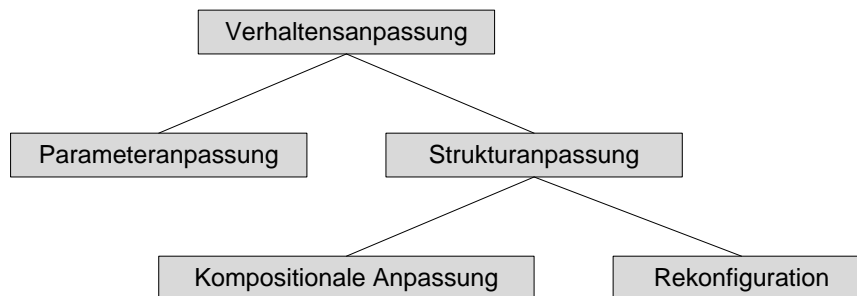 Verhaltensanpassung
Parameteranpassung
Strukturanpassung
Kompositionale Anpassung
Rekonfiguration